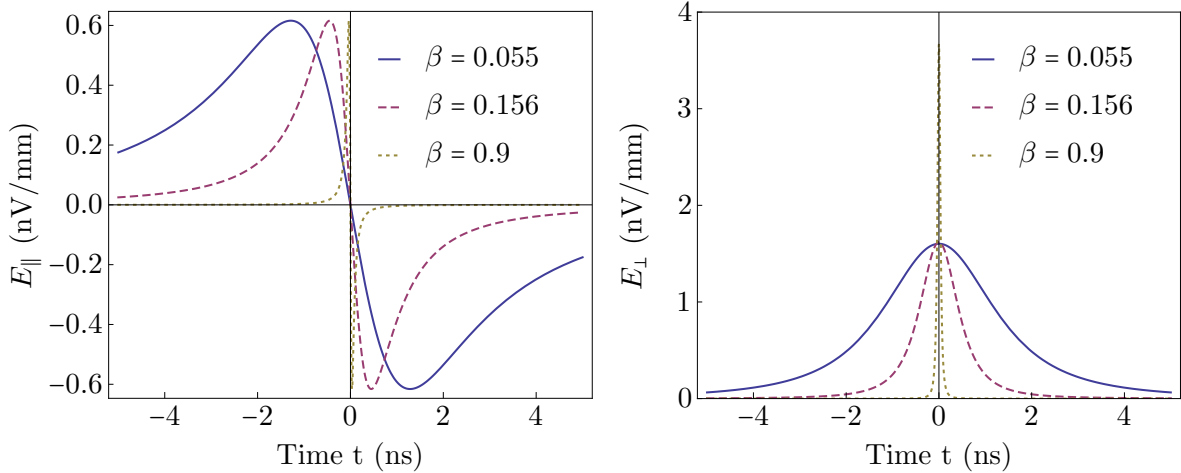 E∥ (nV/mm)
0.6
0.4
0.2
0.0
−0.2
−0.4
−0.6
−4 −2 0 2 4
Time t (ns)
β = 0.055
β = 0.156
β = 0.9
E⊥ (nV/mm)
4
3
2
1
0
−4 −2 0 2 4
Time t (ns)
β = 0.055
β = 0.156
β = 0.9